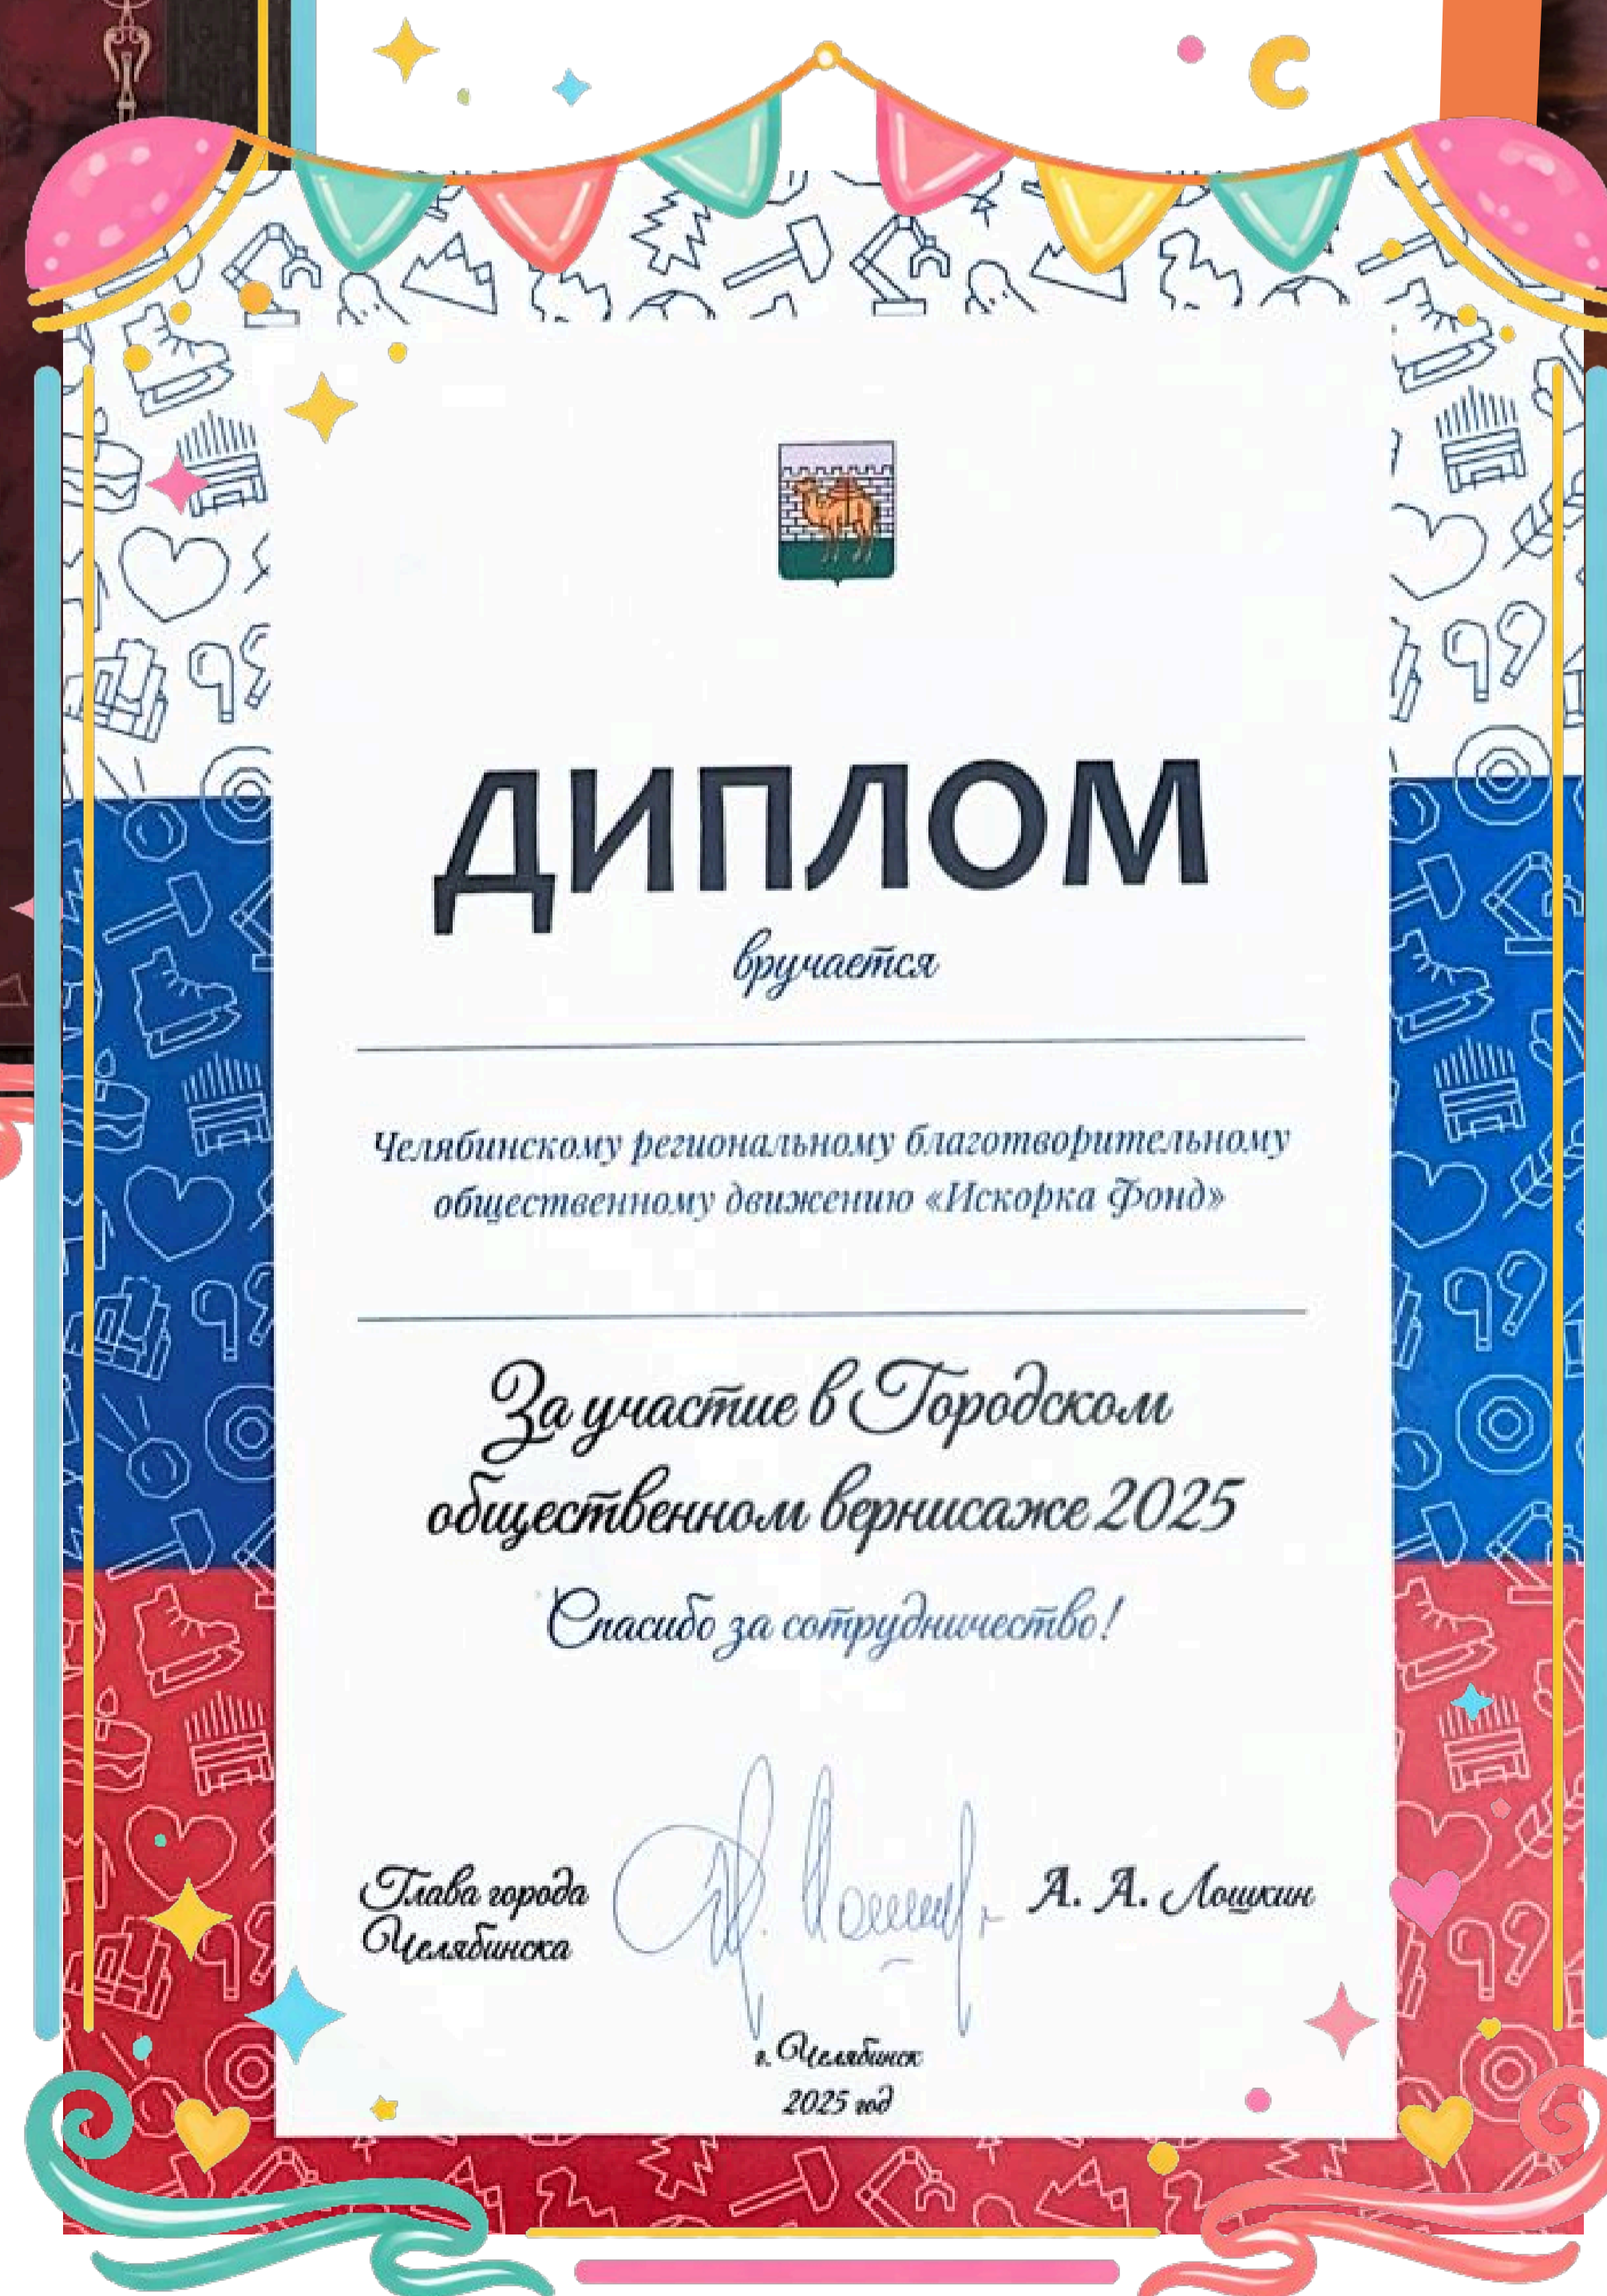 ДИПЛОМ
вручается
Челябинскому региональному благотворительному
общественному движению «Искорка Фонд»
За участие в Городском
общественном вернисаже 2025
Спасибо за сотрудничество!
Глава города
Челябинска
А. А. Лошкин
г. Челябинск
2025 год